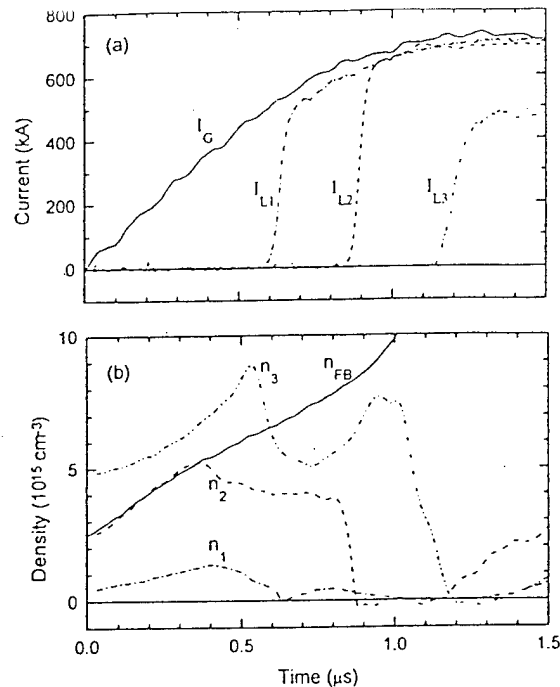 800
(a)
600
I_G
400
I_L1
I_L2
I_L3
200
.0
Current (kA)
10
(b)
n_3
n_FB
5
n_2
n_1
0
Density (10^15 cm^-3)
0.0
0.5
1.0
1.5
Time (μs)